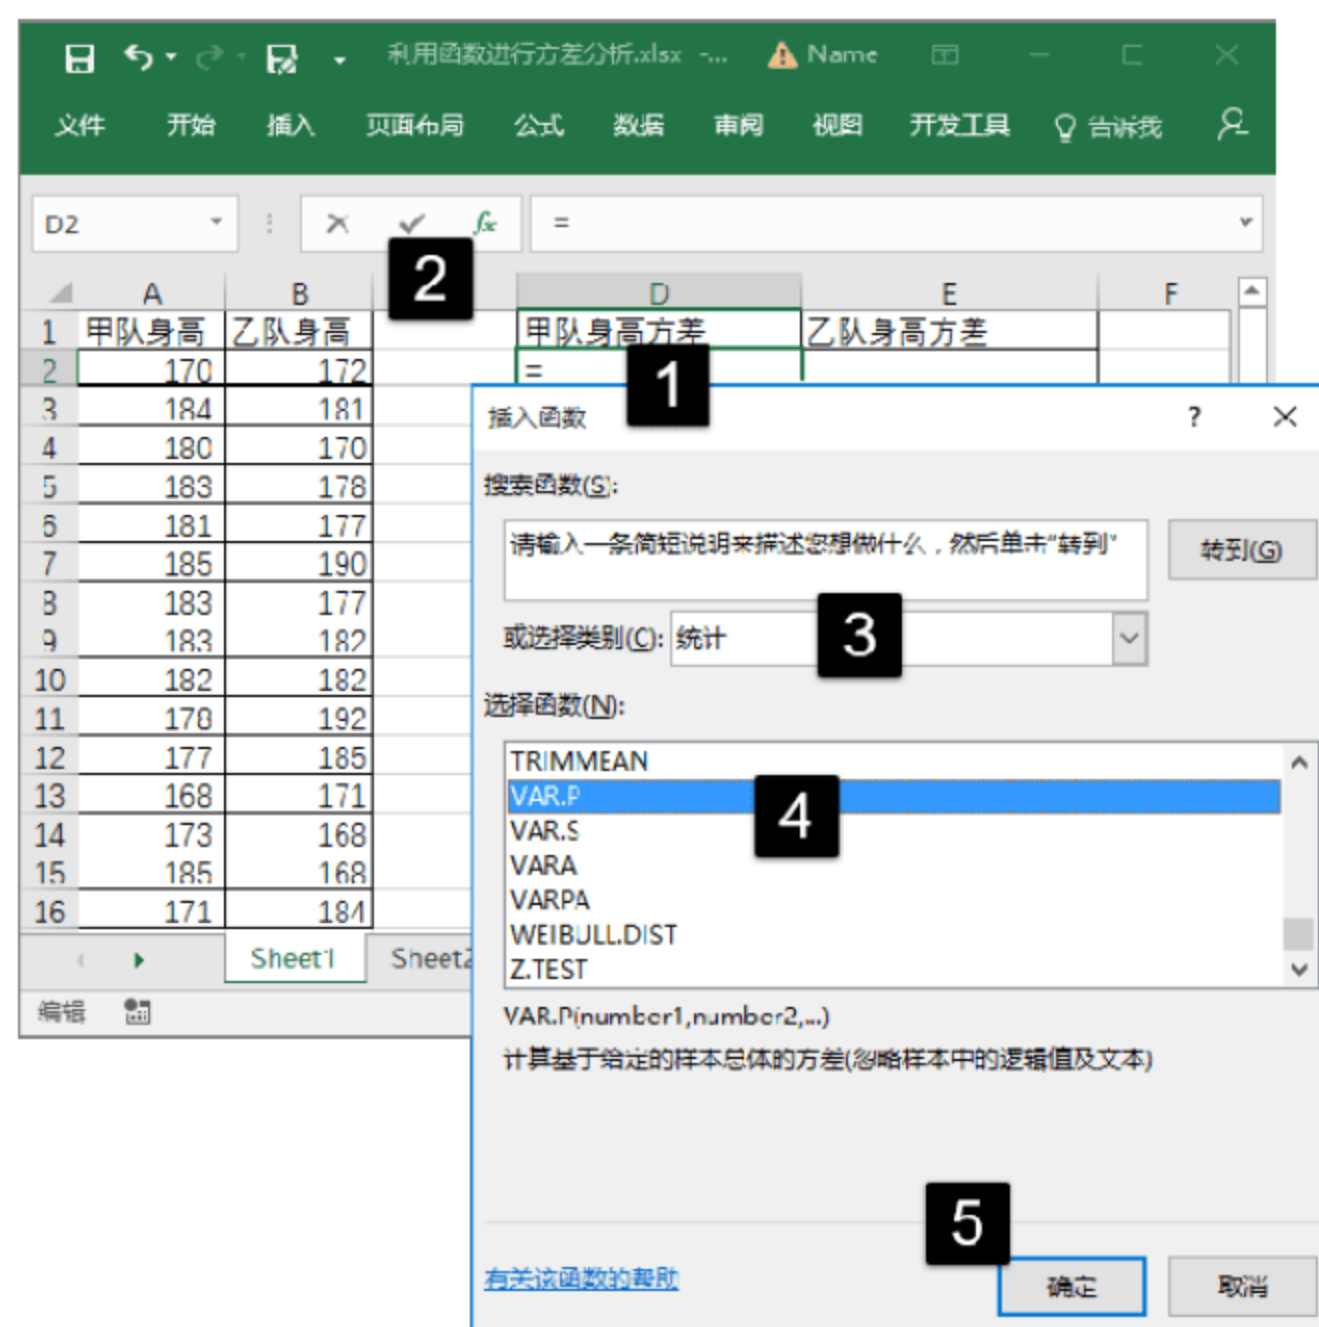 利用函数进行方差分析.xlsx -... Name
文件 开始 插入 页面布局 公式 数据 审阅 视图 开发工具 告诉我
D2 fx =
2
A B D E F
1 甲队身高 乙队身高 甲队身高方差 乙队身高方差
2 170 172 =
1
3 184 181
4 180 170
5 183 178
6 181 177
7 185 190
8 183 177
9 183 182
10 182 182
11 178 192
12 177 185
13 168 171
14 173 168
15 185 168
16 171 184
Sheet1 Sheet2
编辑
插入函数 ? ×
搜索函数(S):
请输入一条简短说明来描述您想做什么，然后单击“转到”
转到(G)
或选择类别(C): 统计
3
选择函数(N):
TRIMMEAN
VAR.P
4
VAR.S
VARA
VARPA
WEIBULL.DIST
Z.TEST
VAR.P(number1,number2,...)
计算基于给定的样本总体的方差(忽略样本中的逻辑值及文本)
5
有关该函数的帮助
确定 取消